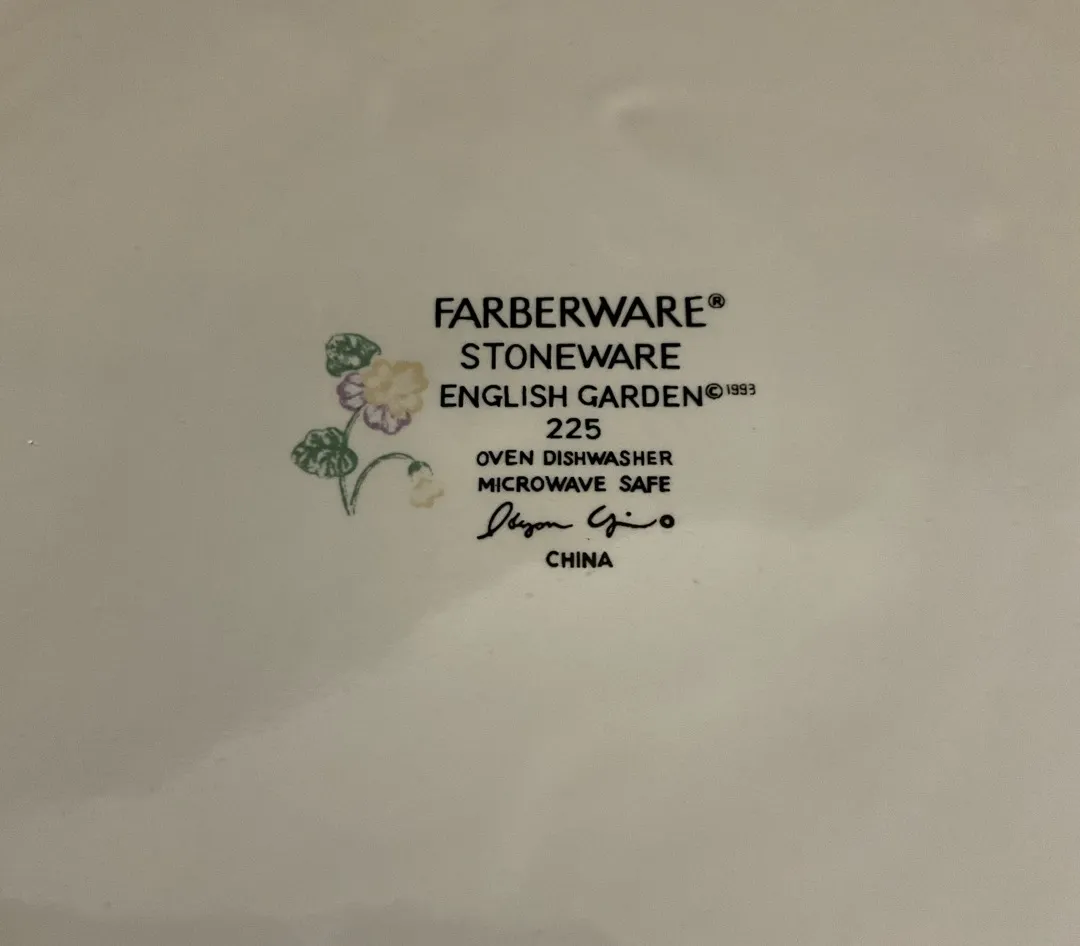 FARBERWARE®
STONEWARE
ENGLISH GARDEN© 1993
225
OVEN DISHWASHER
MICROWAVE SAFE
CHINA